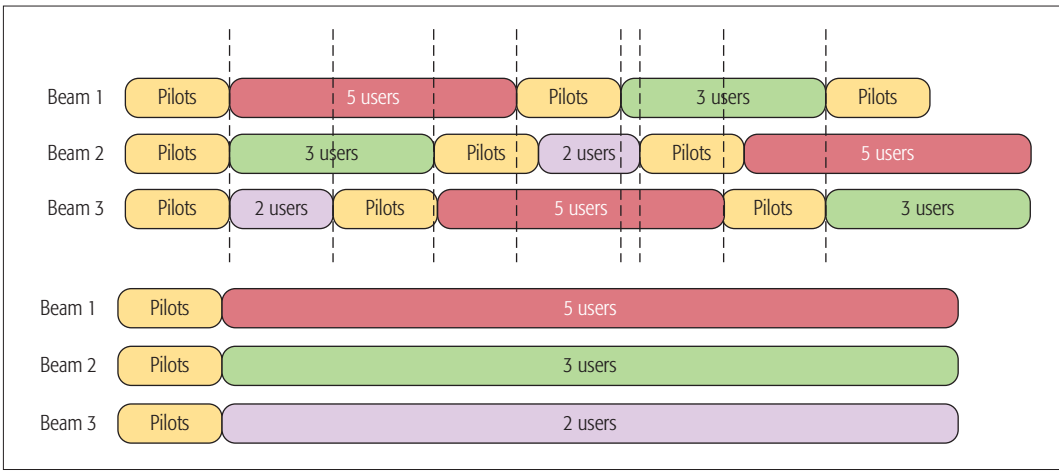 Beam 1 Pilots 5 users Pilots 3 users Pilots
Beam 2 Pilots 3 users Pilots 2 users Pilots 5 users
Beam 3 Pilots 2 users Pilots 5 users Pilots 3 users
Beam 1 Pilots 5 users
Beam 2 Pilots 3 users
Beam 3 Pilots 2 users